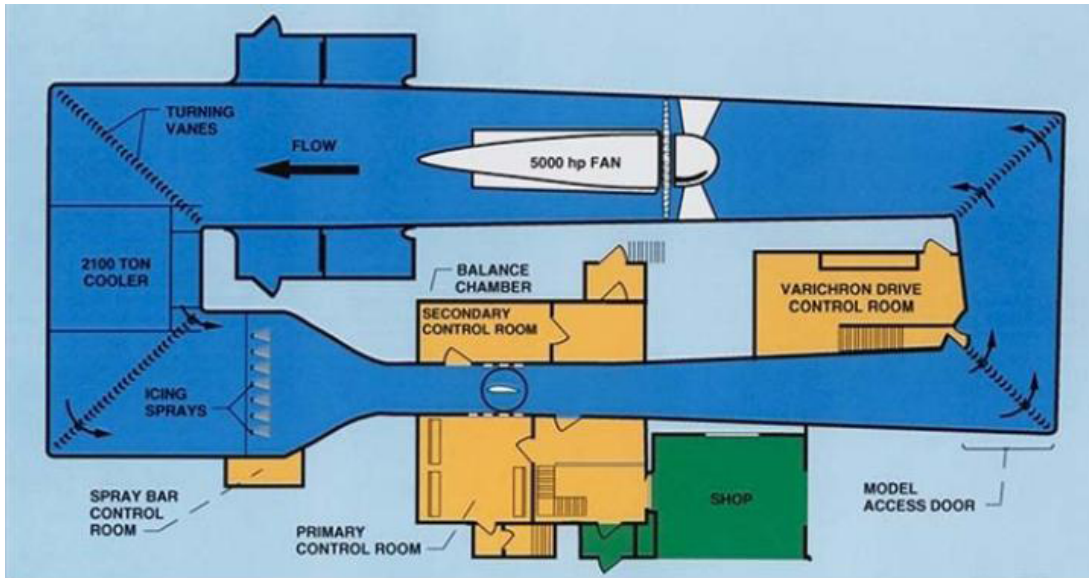 TURNING
VANES
FLOW
5000 hp FAN
2100 TON
COOLER
BALANCE
CHAMBER
SECONDARY
CONTROL ROOM
VARICHRON DRIVE
CONTROL ROOM
ICING
SPRAYS
SPRAY BAR
CONTROL
ROOM
PRIMARY
CONTROL ROOM
SHOP
MODEL
ACCESS DOOR